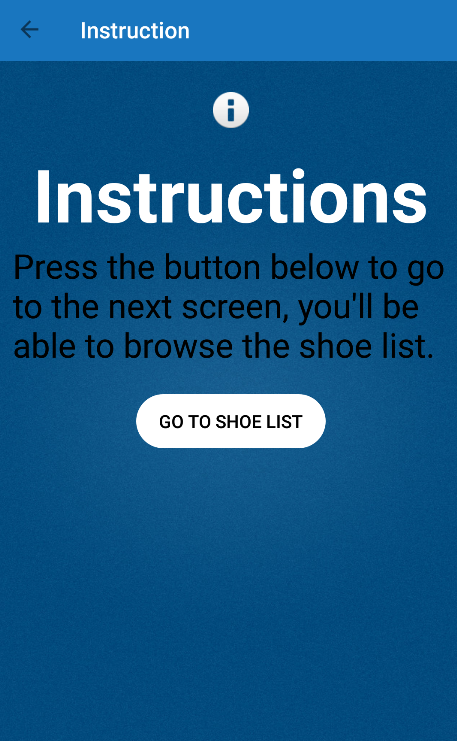 Instruction
Instructions
Press the button below to go
to the next screen, you'll be
able to browse the shoe list.
GO TO SHOE LIST